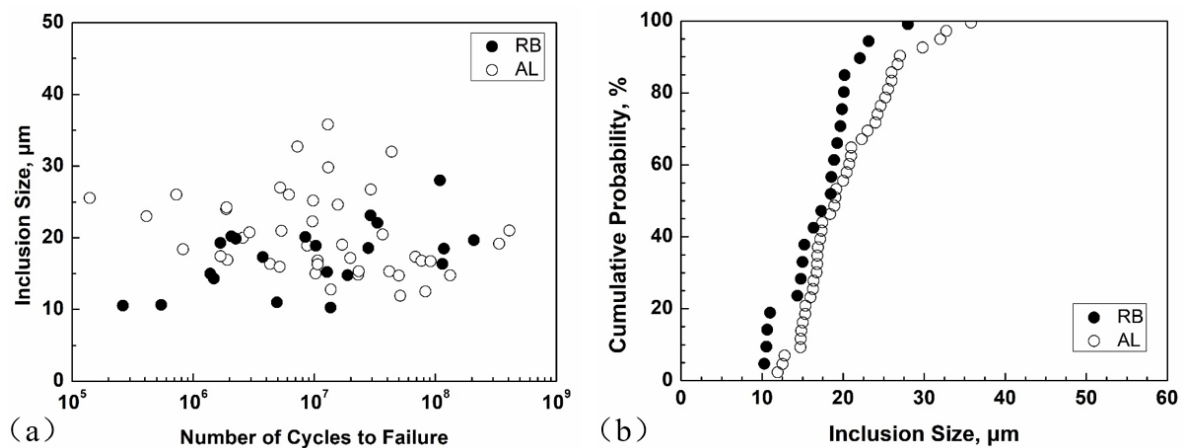 50
40
30
20
10
0
Inclusion Size, μm
10^5 10^6 10^7 10^8 10^9
Number of Cycles to Failure
RB
AL
（a）
100
80
60
40
20
0
Cumulative Probability, %
0 10 20 30 40 50 60
Inclusion Size, μm
RB
AL
（b）